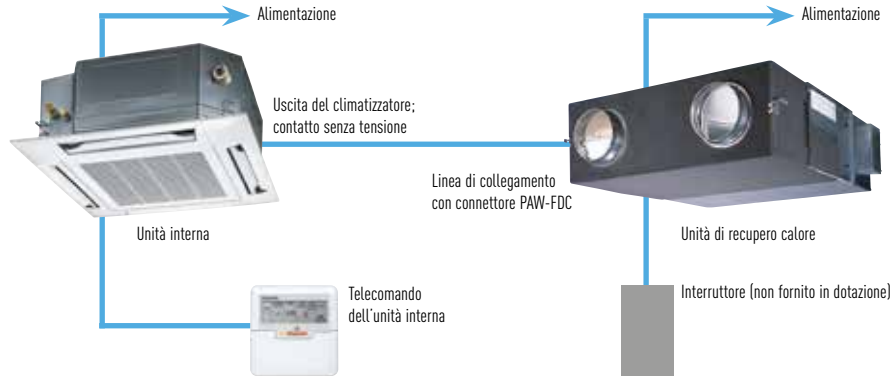 Alimentazione
Alimentazione
Uscita del climatizzatore;
contatto senza tensione
Linea di collegamento
con connettore PAW-FDC
Unità interna
Unità di recupero calore
Telecomando
dell'unità interna
Interruttore (non fornito in dotazione)